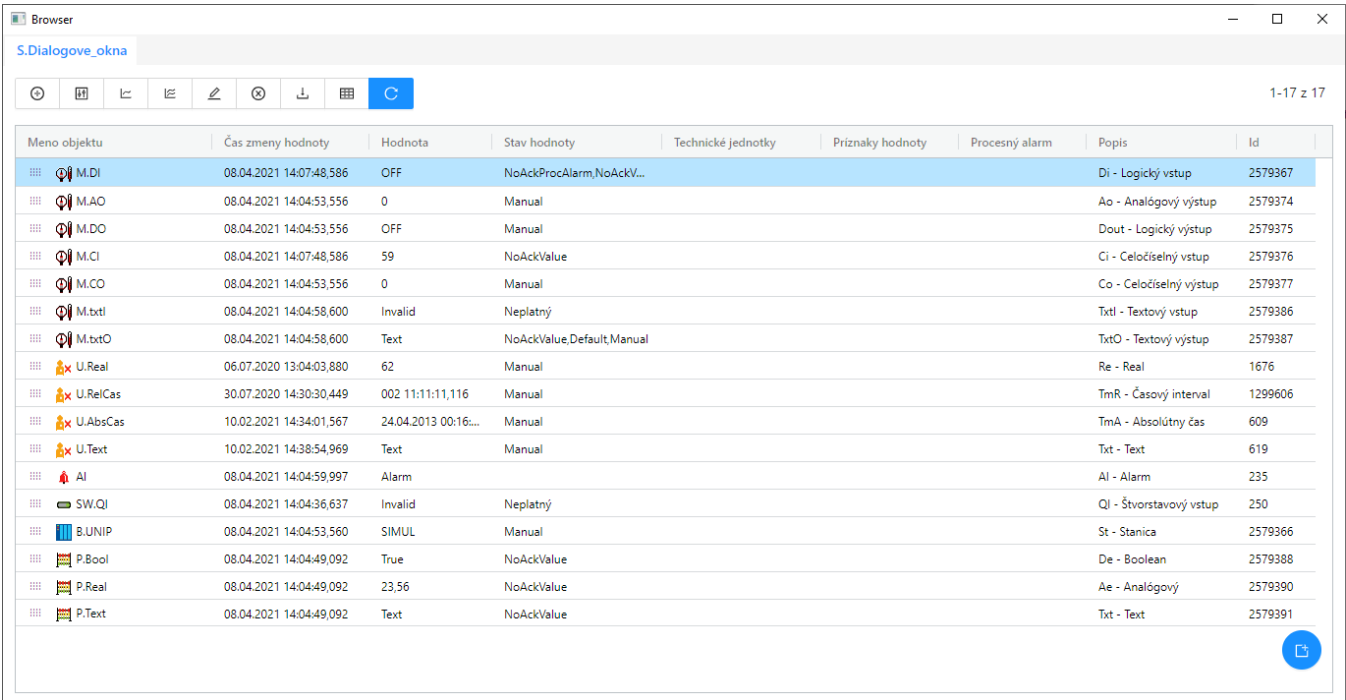 Browser
S.Dialogove_okna
1-17 z 17
Meno objektu Čas zmeny hodnoty Hodnota Stav hodnoty Technické jednotky Príznaky hodnoty Procesný alarm Popis Id
M.DI 08.04.2021 14:07:48,586 OFF NoAckProcAlarm,NoAckV... Di - Logický vstup 2579367
M.AO 08.04.2021 14:04:53,556 0 Manual Ao - Analógový výstup 2579374
M.DO 08.04.2021 14:04:53,556 OFF Manual Dout - Logický výstup 2579375
M.CI 08.04.2021 14:07:48,586 59 NoAckValue Ci - Celočíselný vstup 2579376
M.CO 08.04.2021 14:04:53,556 0 Manual Co - Celočíselný výstup 2579377
M.txtI 08.04.2021 14:04:58,600 Invalid Neplatný TxtI - Textový vstup 2579386
M.txtO 08.04.2021 14:04:58,600 Text NoAckValue,Default,Manual TxtO - Textový výstup 2579387
U.Real 06.07.2020 13:04:03,880 62 Manual Re - Real 1676
U.RelCas 30.07.2020 14:30:30,449 002 11:11:11,116 Manual TmR - Časový interval 1299606
U.AbsCas 10.02.2021 14:34:01,567 24.04.2013 00:16:... Manual TmA - Absolútny čas 609
U.Text 10.02.2021 14:38:54,969 Text Manual Txt - Text 619
Al 08.04.2021 14:04:59,997 Alarm Al - Alarm 235
SW.QI 08.04.2021 14:04:36,637 Invalid Neplatný QI - Štvorstavový vstup 250
B.UNIP 08.04.2021 14:04:53,560 SIMUL Manual St - Stanica 2579366
P.Bool 08.04.2021 14:04:49,092 True NoAckValue De - Boolean 2579388
P.Real 08.04.2021 14:04:49,092 23,56 NoAckValue Ae - Analógový 2579390
P.Text 08.04.2021 14:04:49,092 Text NoAckValue Txt - Text 2579391